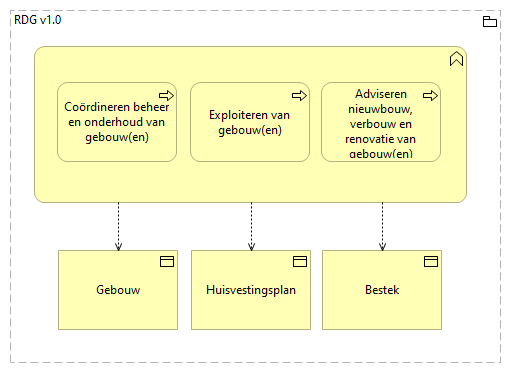 RDG v1.0
Coördineren beheer
en onderhoud van
gebouw(en)
Exploiteren van
gebouw(en)
Adviseren
nieuwbouw,
verbouw en
renovatie van
gebouw(en)
Gebouw
Huisvestingsplan
Bestek